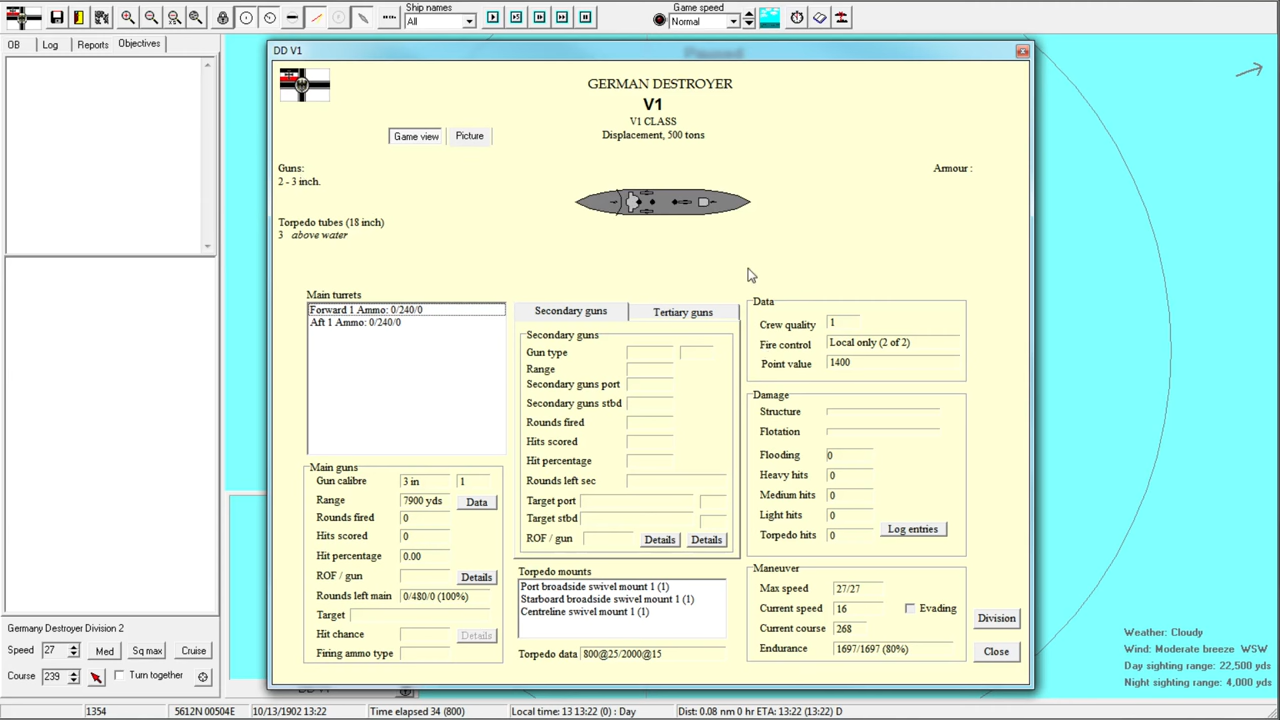 Ship names
All
Game speed
Normal
OB
Log
Reports
Objectives
Paused
DD V1
GERMAN DESTROYER
V1
V1 CLASS
Displacement, 500 tons
Game view
Picture
Guns:
2 - 3 inch.
Armour :
Torpedo tubes (18 inch)
3 above water
Main turrets
Forward 1 Ammo: 0/240/0
Aft 1 Ammo: 0/240/0
Main guns
Gun calibre 3 in 1
Range 7900 yds Data
Rounds fired 0
Hits scored 0
Hit percentage 0.00
ROF / gun Details
Rounds left main 0/480/0 (100%)
Target
Hit chance Details
Firing ammo type
Secondary guns
Tertiary guns
Secondary guns
Gun type
Range
Secondary guns port
Secondary guns stbd
Rounds fired
Hits scored
Hit percentage
Rounds left sec
Target port
Target stbd
ROF / gun Details Details
Torpedo mounts
Port broadside swivel mount 1 (1)
Starboard broadside swivel mount 1 (1)
Centreline swivel mount 1 (1)
Torpedo data 800@25/2000@15
Data
Crew quality 1
Fire control Local only (2 of 2)
Point value 1400
Damage
Structure
Flotation
Flooding 0
Heavy hits 0
Medium hits 0
Light hits 0
Torpedo hits 0
Log entries
Maneuver
Max speed 27/27
Current speed 16
Evading
Current course 268
Endurance 1697/1697 (80%)
Division
Close
Germany Destroyer Division 2
Speed 27 Med Sq max Cruise
Course 239 Turn together
Weather: Cloudy
Wind: Moderate breeze WSW
Day sighting range: 22,500 yds
Night sighting range: 4,000 yds
1354
5612N 00504E
10/13/1902 13:22
Time elapsed 34 (800)
Local time: 13 13:22 (0) : Day
Dist: 0.08 nm 0 hr ETA: 13:22 (13:22) D